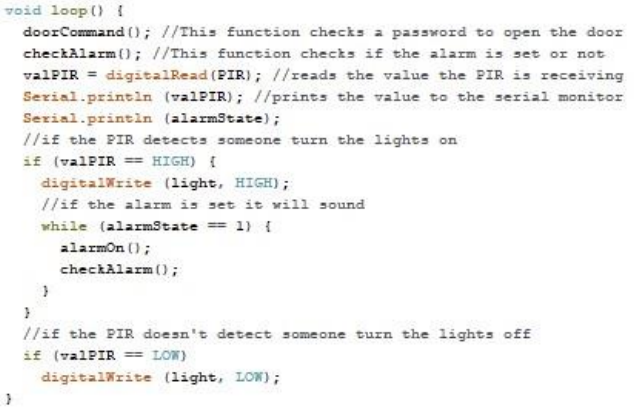 void loop() {
doorCommand(); //This function checks a password to open the door
checkAlarm(); //This function checks if the alarm is set or not
valPIR = digitalRead(PIR); //reads the value the PIR is receiving
Serial.println (valPIR); //prints the value to the serial monitor
Serial.println (alarmState);
//if the PIR detects someone turn the lights on
if (valPIR == HIGH) {
digitalWrite (light, HIGH);
//if the alarm is set it will sound
while (alarmState == 1) {
alarmOn();
checkAlarm();
}
}
//if the PIR doesn't detect someone turn the lights off
if (valPIR == LOW)
digitalWrite (light, LOW);
}